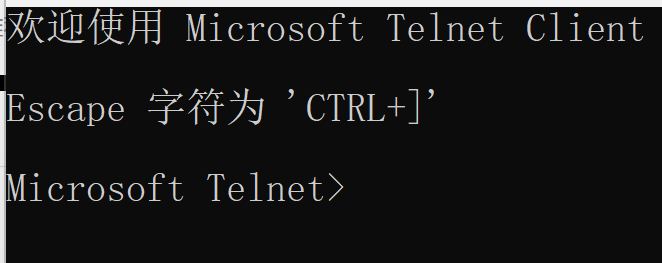 欢迎使用 Microsoft Telnet Client
Escape 字符为 'CTRL+]'
Microsoft Telnet>